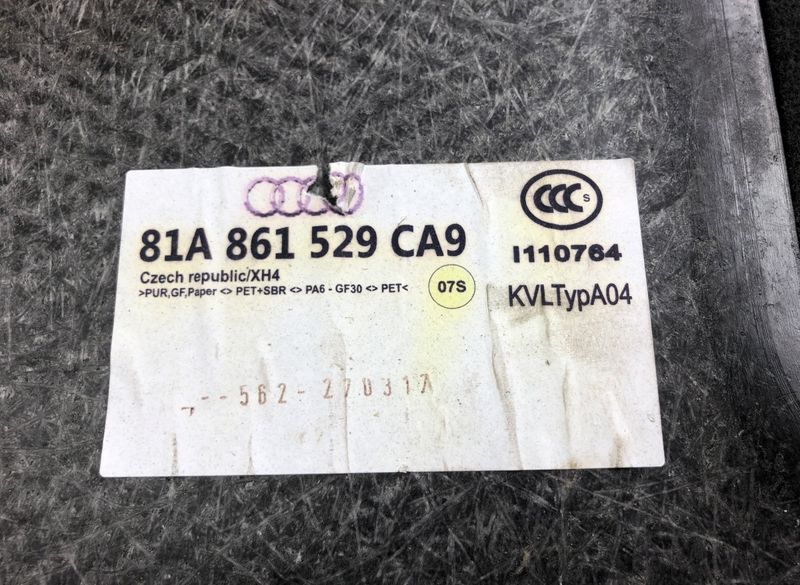 81A 861 529 CA9
Czech republic/XH4
>PUR,GF,Paper <> PET+SBR <> PA6 - GF30 <> PET<
07S
CCC S
I110764
KVLTypA04
--562-270317